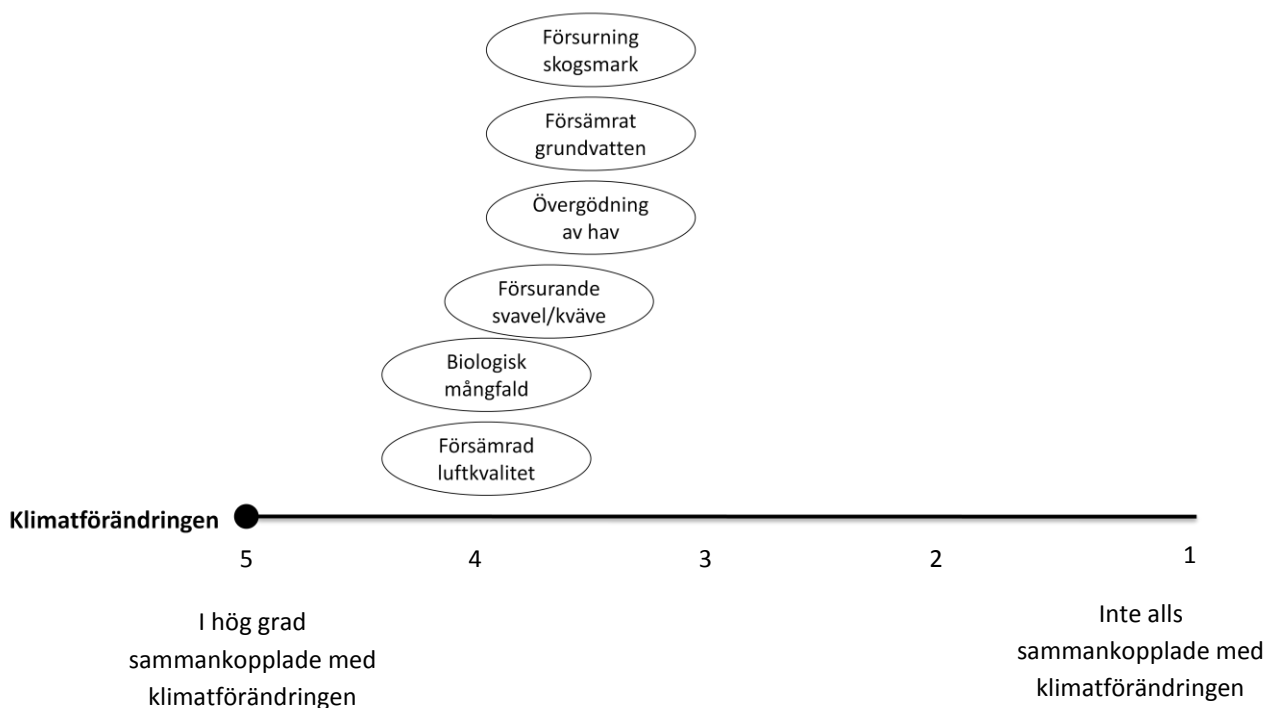 Försurning
skogsmark
Försämrat
grundvatten
Övergödning
av hav
Försurande
svavel/kväve
Biologisk
mångfald
Försämrad
luftkvalitet
Klimatförändringen
5 4 3 2 1
I hög grad
sammankopplade med
klimatförändringen
Inte alls
sammankopplade med
klimatförändringen